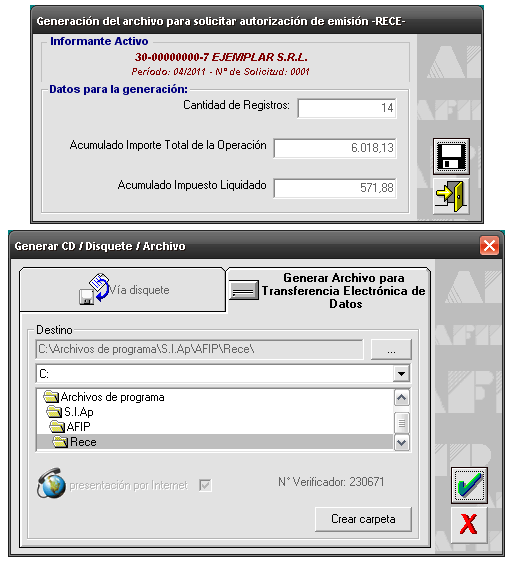 Generación del archivo para solicitar autorización de emisión -RECE-
Informante Activo
30-00000000-7 EJEMPLAR S.R.L.
Período: 04/2011 - N° de Solicitud: 0001
Datos para la generación:
Cantidad de Registros: 14
Acumulado Importe Total de la Operación 6.018,13
Acumulado Impuesto Liquidado 571,88
AFIP
Generar CD / Disquete / Archivo
Vía disquete
Generar Archivo para
Transferencia Electrónica de
Datos
Destino
C:\Archivos de programa\S.I.Ap\AFIP\Rece\
...
C:
Archivos de programa
S.I.Ap
AFIP
Rece
presentación por Internet
N° Verificador: 230671
Crear carpeta